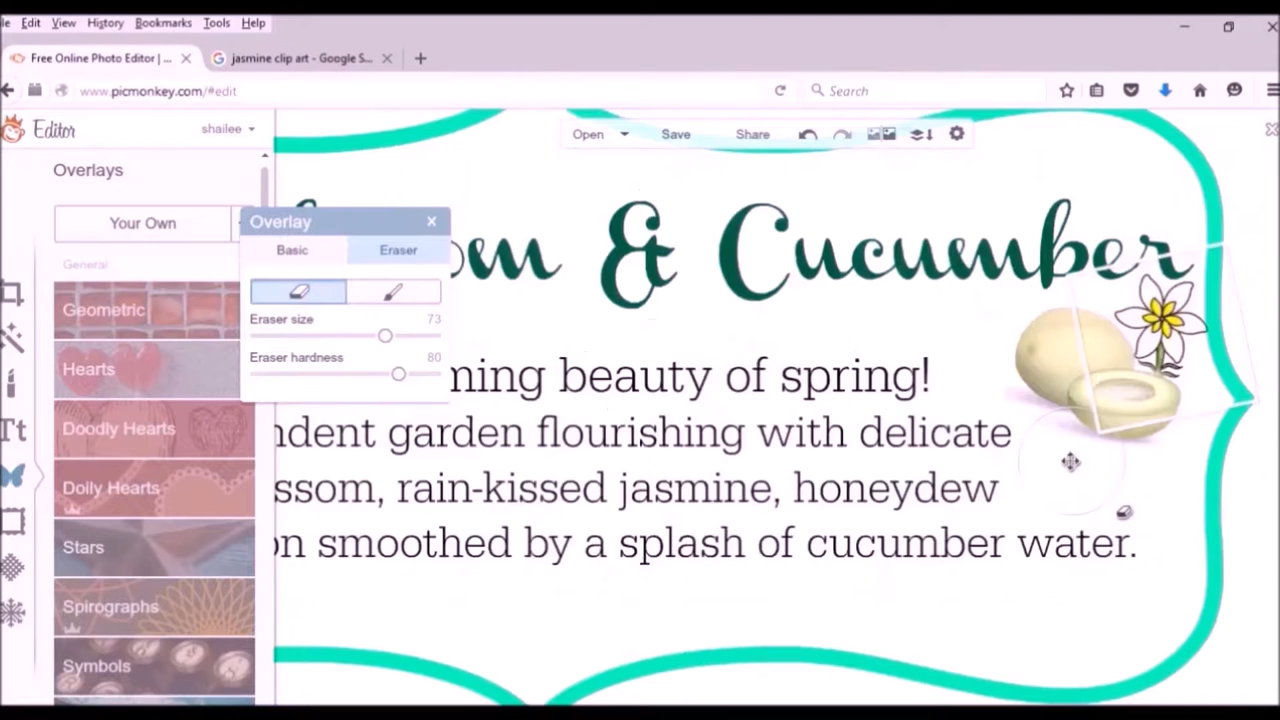 Edit View History Bookmarks Tools Help
Free Online Photo Editor | ...
jasmine clip art - Google S...
www.picmonkey.com/#edit
Search
Editor
shailee
Open Save Share
Overlays
Your Own
Overlay
Basic Eraser
Eraser size 73
Eraser hardness 80
General
Geometric
Hearts
Doodly Hearts
Doily Hearts
Stars
Spirographs
Symbols
Tt
om & Cucumber
ming beauty of spring!
ndent garden flourishing with delicate
ssom, rain-kissed jasmine, honeydew
on smoothed by a splash of cucumber water.